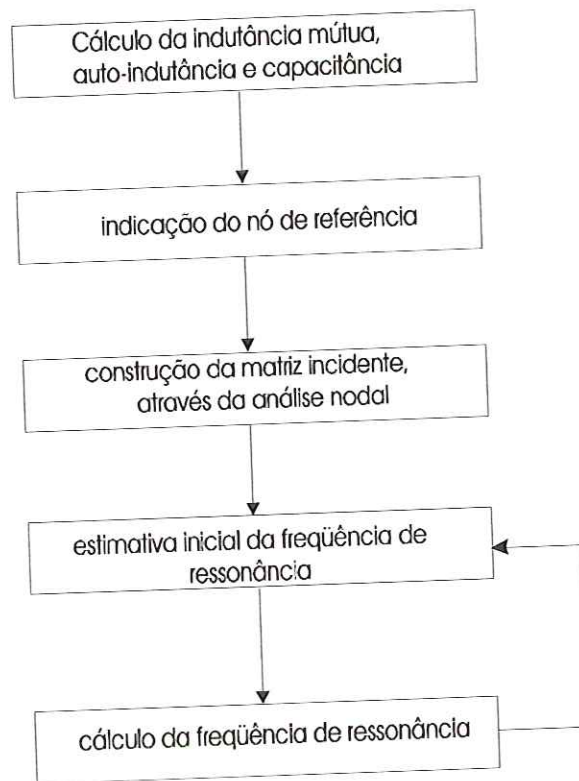 Cálculo da indutância mútua,
auto-indutância e capacitância
indicação do nó de referência
construção da matriz incidente,
através da análise nodal
estimativa inicial da freqüência de
ressonância
cálculo da freqüência de ressonância